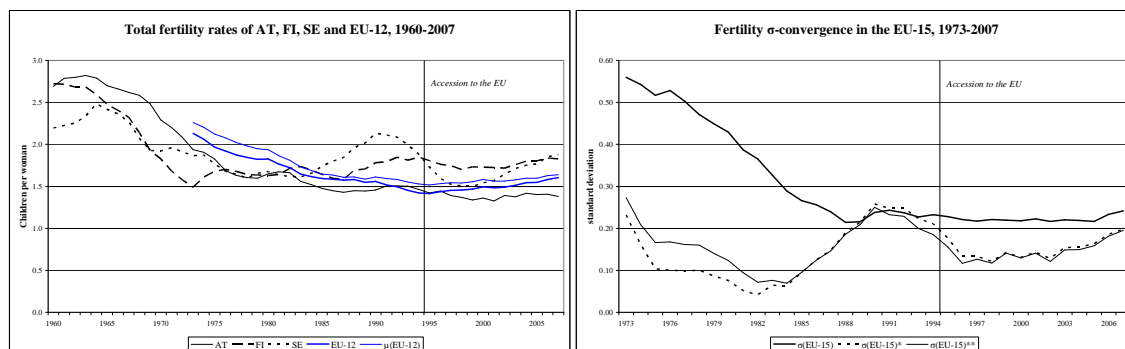 Total fertility rates of AT, FI, SE and EU-12, 1960-2007
Accession to the EU
Children per woman
3.0
2.5
2.0
1.5
1.0
0.5
0.0
1960 1965 1970 1975 1980 1985 1990 1995 2000 2005
AT FI SE EU-12 μ(EU-12)
Fertility σ-convergence in the EU-15, 1973-2007
Accession to the EU
standard deviation
0.60
0.50
0.40
0.30
0.20
0.10
0.00
1973 1976 1979 1982 1985 1988 1991 1994 1997 2000 2003 2006
σ(EU-15) σ(EU-15)* σ(EU-15)**